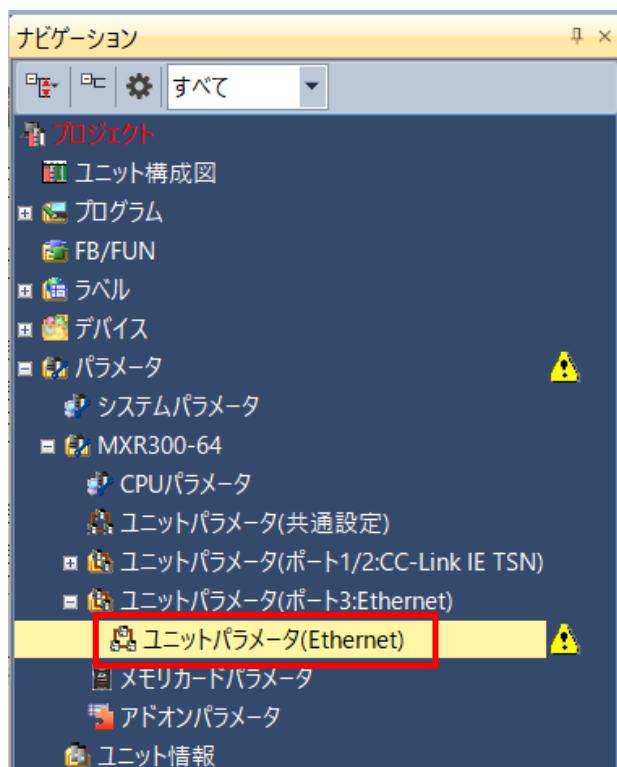 ナビゲーション
すべて
プロジェクト
ユニット構成図
プログラム
FB/FUN
ラベル
デバイス
パラメータ
システムパラメータ
MXR300-64
CPUパラメータ
ユニットパラメータ(共通設定)
ユニットパラメータ(ポート1/2:CC-Link IE TSN)
ユニットパラメータ(ポート3:Ethernet)
ユニットパラメータ(Ethernet)
メモリカードパラメータ
アドオンパラメータ
ユニット情報